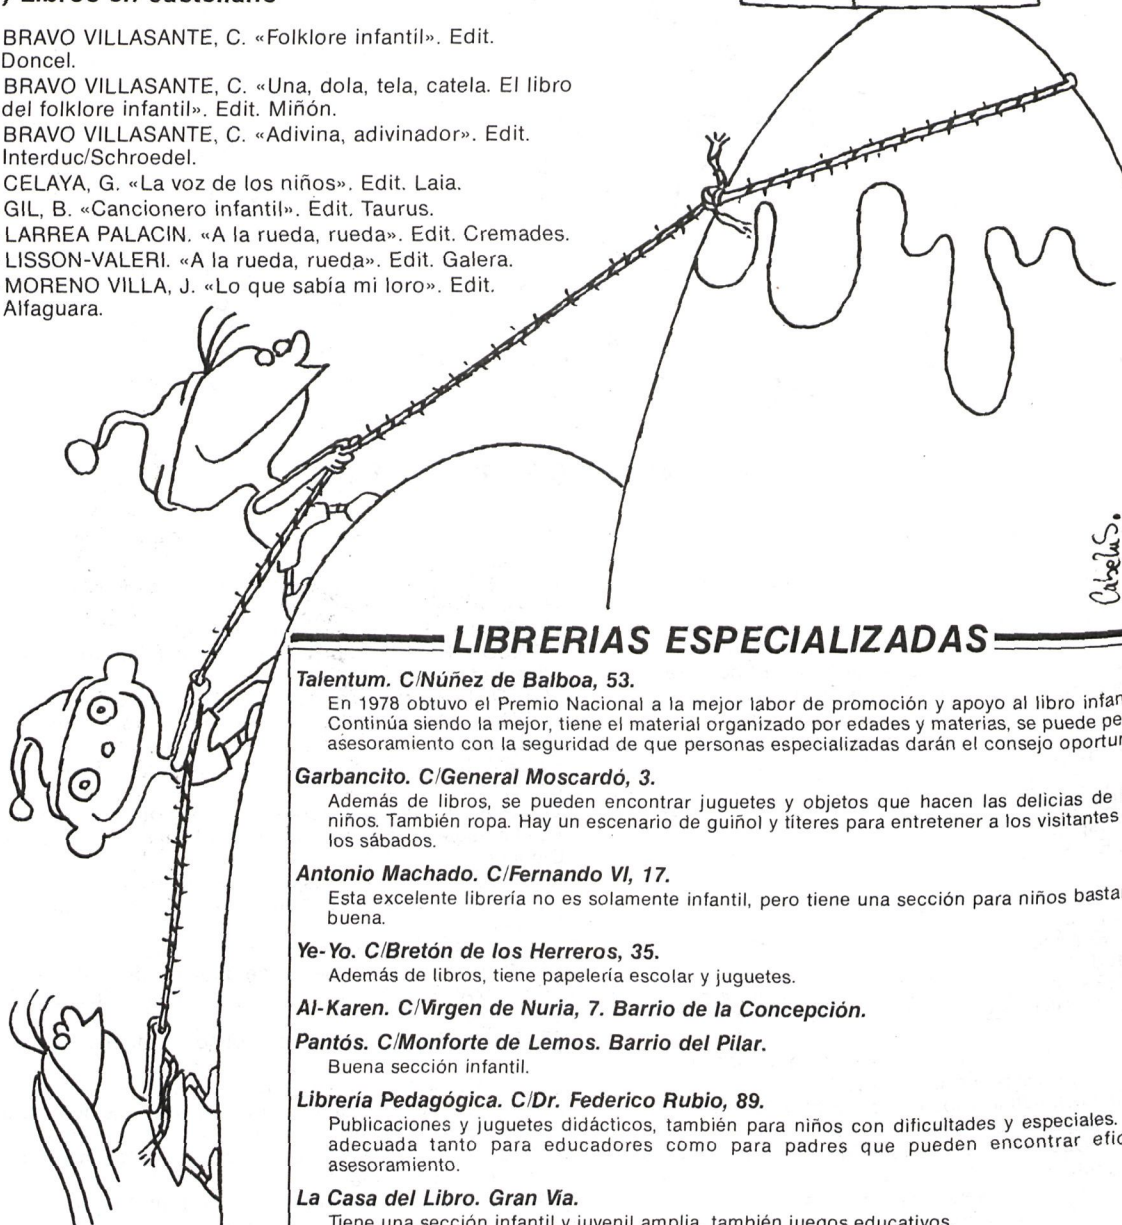 BRAVO VILLASANTE, C. «Folklore infantil». Edit.
Doncel.
BRAVO VILLASANTE, C. «Una, dola, tela, catela. El libro
del folklore infantil». Edit. Miñón.
BRAVO VILLASANTE, C. «Adivina, adivinador». Edit.
Interduc/Schroedel.
CELAYA, G. «La voz de los niños». Edit. Laia.
GIL, B. «Cancionero infantil». Edit. Taurus.
LARREA PALACIN. «A la rueda, rueda». Edit. Cremades.
LISSON-VALERI. «A la rueda, rueda». Edit. Galera.
MORENO VILLA, J. «Lo que sabía mi loro». Edit.
Alfaguara.
LIBRERIAS ESPECIALIZADAS
Talentum. C/Núñez de Balboa, 53.
En 1978 obtuvo el Premio Nacional a la mejor labor de promoción y apoyo al libro
Continúa siendo la mejor, tiene el material organizado por edades y materias, se puede
asesoramiento con la seguridad de que personas especializadas darán el consejo
Garbancito. C/General Moscardó, 3.
Además de libros, se pueden encontrar juguetes y objetos que hacen las delicias de
niños. También ropa. Hay un escenario de guiñol y títeres para entretener a los visitantes
los sábados.
Antonio Machado. C/Fernando VI, 17.
Esta excelente librería no es solamente infantil, pero tiene una sección para niños
buena.
Ye-Yo. C/Bretón de los Herreros, 35.
Además de libros, tiene papelería escolar y juguetes.
Al-Karen. C/Virgen de Nuria, 7. Barrio de la Concepción.
Pantós. C/Monforte de Lemos. Barrio del Pilar.
Buena sección infantil.
Librería Pedagógica. C/Dr. Federico Rubio, 89.
Publicaciones y juguetes didácticos, también para niños con dificultades y especiales.
adecuada tanto para educadores como para padres que pueden encontrar
asesoramiento.
La Casa del Libro. Gran Vía.
Tiene una sección infantil y juvenil amplia, también juegos educativos.